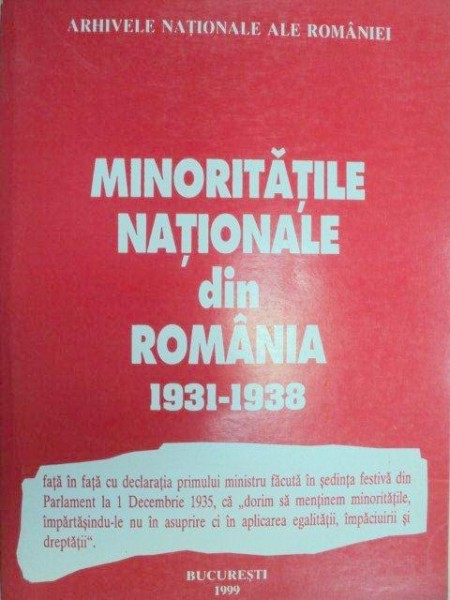 ARHIVELE NAȚIONALE ALE ROMÂNIEI
MINORITĂȚILE
NAȚIONALE
din
ROMÂNIA
1931-1938
față în față cu declarația primului ministru făcută în ședința festivă din
Parlament la 1 Decembrie 1935, că „dorim să menținem minoritățile,
împărtășindu-le nu în asuprire ci în aplicarea egalității, împăciuirii și
dreptății“.
BUCUREȘTI
1999